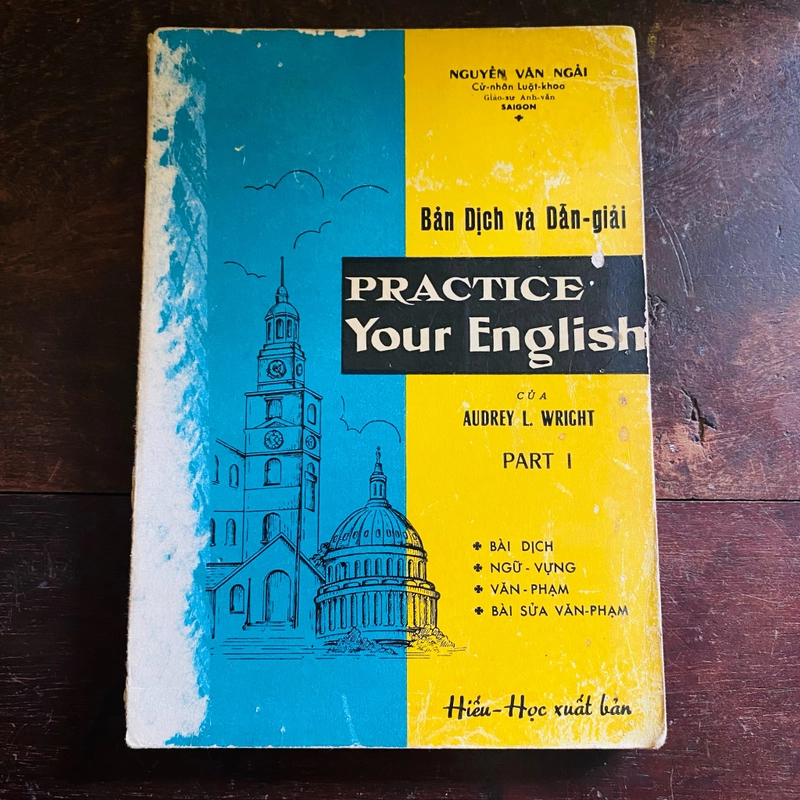 NGUYỄN VĂN NGẢI
Cử-nhân Luật-khoa
Giáo-sư Anh-văn
SAIGON
Bản Dịch và Dẫn-giải
PRACTICE
Your English
CỦA
AUDREY L. WRIGHT
PART I
BÀI DỊCH
NGỮ-VỰNG
VĂN-PHẠM
BÀI SỬA VĂN-PHẠM
Hiếu-Học xuất bản